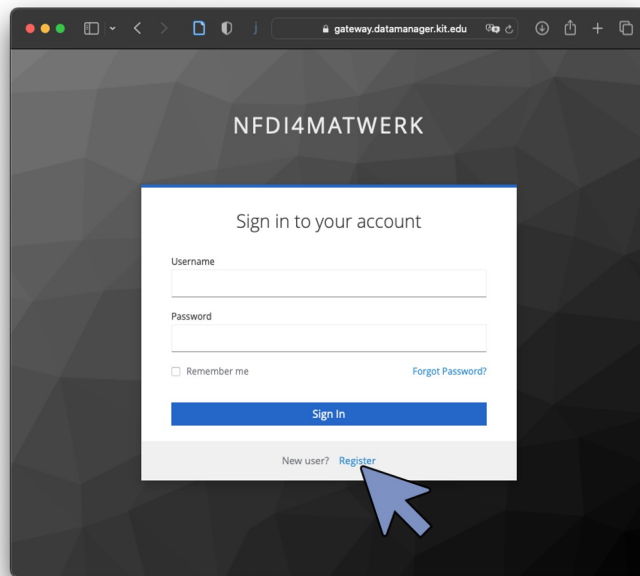 gateway.datamanager.kit.edu
NFDI4MATWERK
Sign in to your account
Username
Password
Remember me
Forgot Password?
Sign In
New user? Register